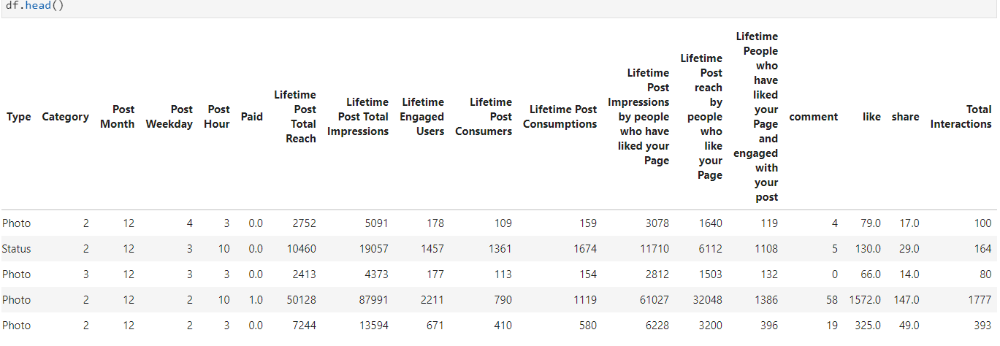 df.head()
Type Category Post Month Post Weekday Post Hour Paid Lifetime Post Total Reach Lifetime Post Total Impressions Lifetime Engaged Users Lifetime Post Consumers Lifetime Post Consumptions Lifetime Post Impressions by people who have liked your Page Lifetime Post reach by people who like your Page Lifetime People who have liked your Page and engaged with your post comment like share Total Interactions
Photo 2 12 4 3 0.0 2752 5091 178 109 159 3078 1640 119 4 79.0 17.0 100
Status 2 12 3 10 0.0 10460 19057 1457 1361 1674 11710 6112 1108 5 130.0 29.0 164
Photo 3 12 3 3 0.0 2413 4373 177 113 154 2812 1503 132 0 66.0 14.0 80
Photo 2 12 2 10 1.0 50128 87991 2211 790 1119 61027 32048 1386 58 1572.0 147.0 1777
Photo 2 12 2 3 0.0 7244 13594 671 410 580 6228 3200 396 19 325.0 49.0 393